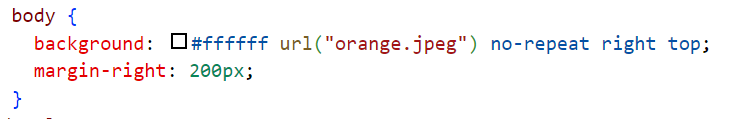 body {
background: #ffffff url("orange.jpeg") no-repeat right top;
margin-right: 200px;
}